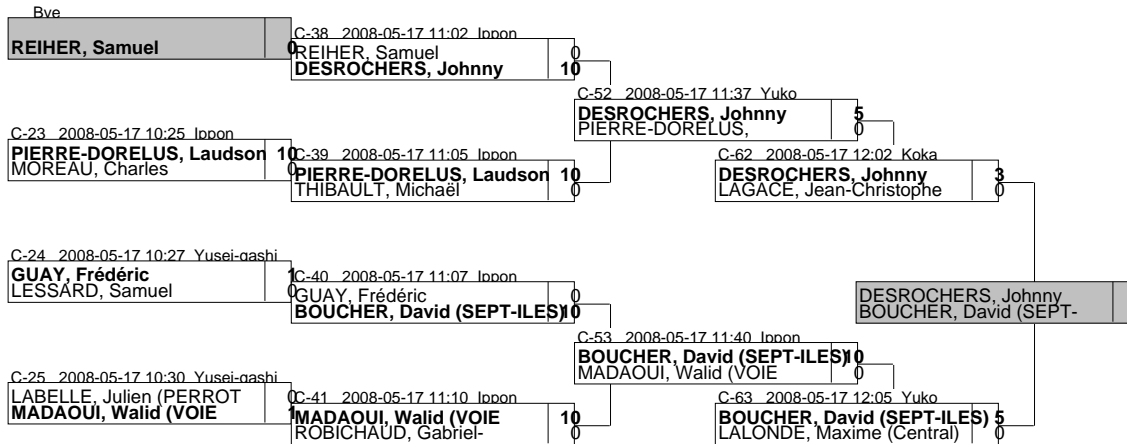 Bye
REIHER, Samuel 0
C-38 2008-05-17 11:02 Ippon
REIHER, Samuel 0
DESROCHERS, Johnny 10
C-52 2008-05-17 11:37 Yuko
DESROCHERS, Johnny 5
PIERRE-DORELUS, 0
C-23 2008-05-17 10:25 Ippon
PIERRE-DORELUS, Laudson 10
MOREAU, Charles 0
C-39 2008-05-17 11:05 Ippon
PIERRE-DORELUS, Laudson 10
THIBAULT, Michaël 0
C-62 2008-05-17 12:02 Koka
DESROCHERS, Johnny 3
LAGACÉ, Jean-Christophe 0
C-24 2008-05-17 10:27 Yusei-gashi
GUAY, Frédéric 1
LESSARD, Samuel 0
C-40 2008-05-17 11:07 Ippon
GUAY, Frédéric 0
BOUCHER, David (SEPT-ILES) 10
DESROCHERS, Johnny
BOUCHER, David (SEPT-
C-53 2008-05-17 11:40 Ippon
BOUCHER, David (SEPT-ILES) 10
MADAOUI, Walid (VOIE 0
C-25 2008-05-17 10:30 Yusei-gashi
LABELLE, Julien (PERROT 0
MADAOUI, Walid (VOIE 1
C-41 2008-05-17 11:10 Ippon
MADAOUI, Walid (VOIE 10
ROBICHAUD, Gabriel- 0
C-63 2008-05-17 12:05 Yuko
BOUCHER, David (SEPT-ILES) 5
LALONDE, Maxime (Central) 0